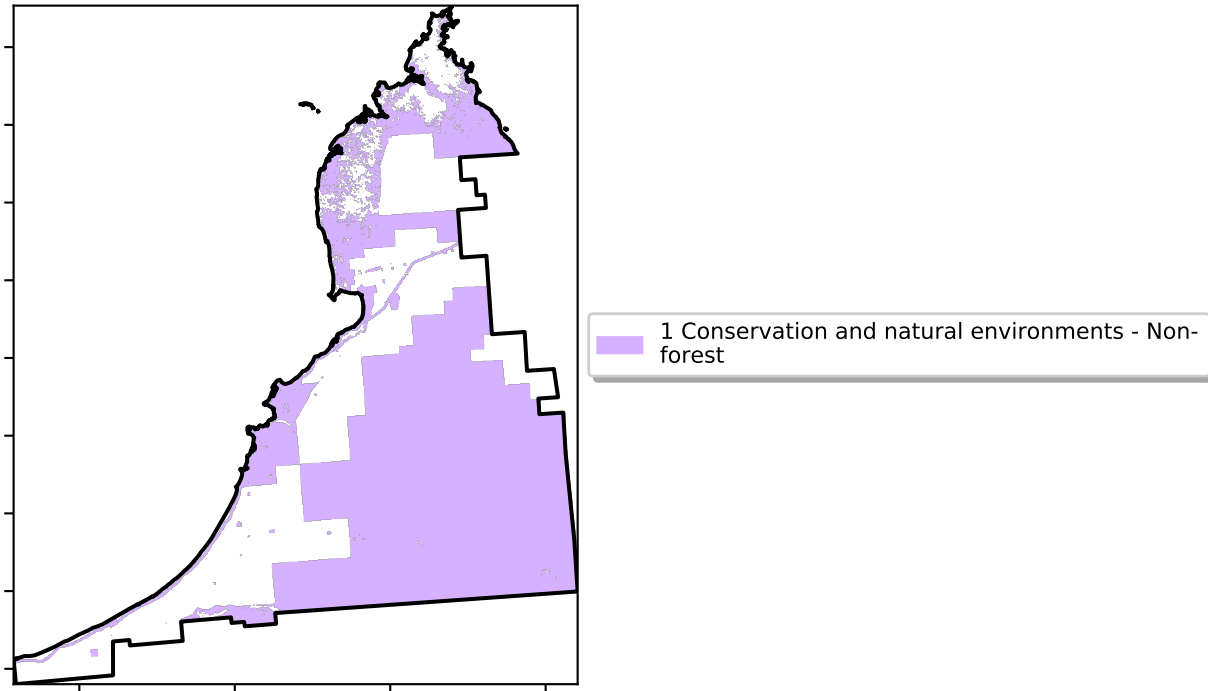 1 Conservation and natural environments - Non-
forest